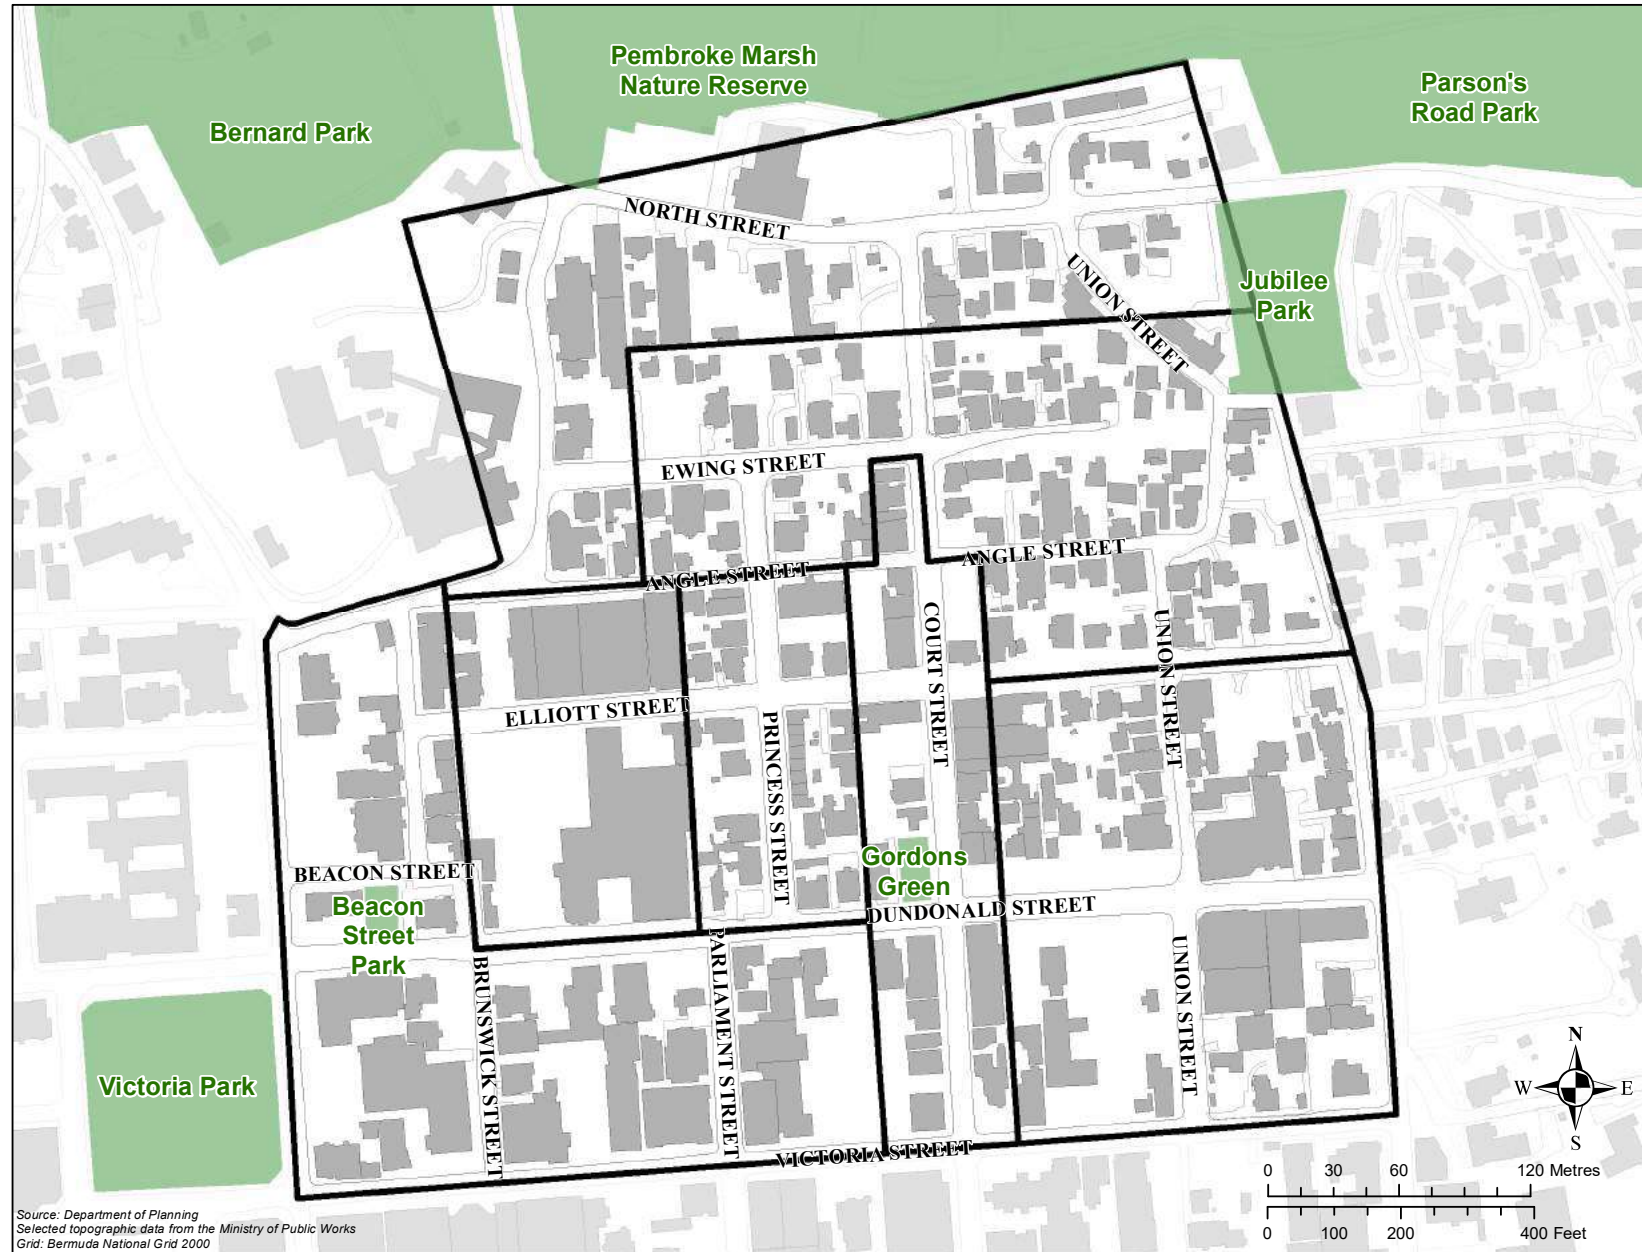 Pembroke Marsh
Nature Reserve
Parson's
Road Park
Bernard Park
NORTH STREET
UNION STREET
Jubilee
Park
EWING STREET
ANGLE STREET
ANGLE STREET
COURT STREET
UNION STREET
ELLIOTT STREET
PRINCESS STREET
BEACON STREET
Gordons
Green
Beacon
Street
Park
DUNDONALD STREET
BRUNSWICK STREET
PARLIAMENT STREET
UNION STREET
Victoria Park
VICTORIA STREET
N
W
E
S
0 30 60 120 Metres
0 100 200 400 Feet
Source: Department of Planning
Selected topographic data from the Ministry of Public Works
Grid: Bermuda National Grid 2000